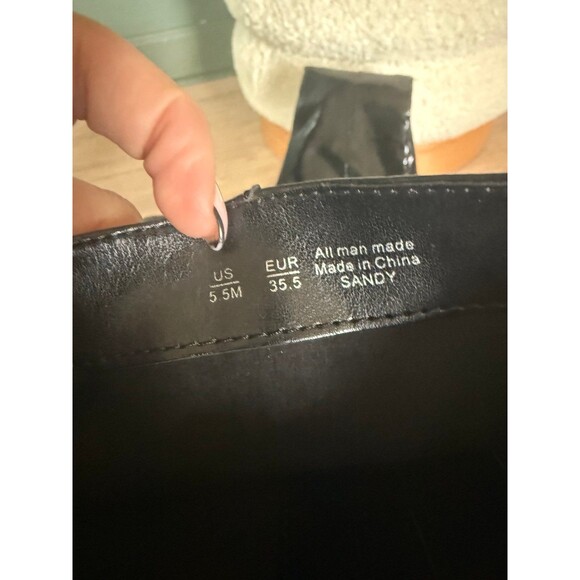 US
5.5M
EUR
35.5
All man made
Made in China
SANDY